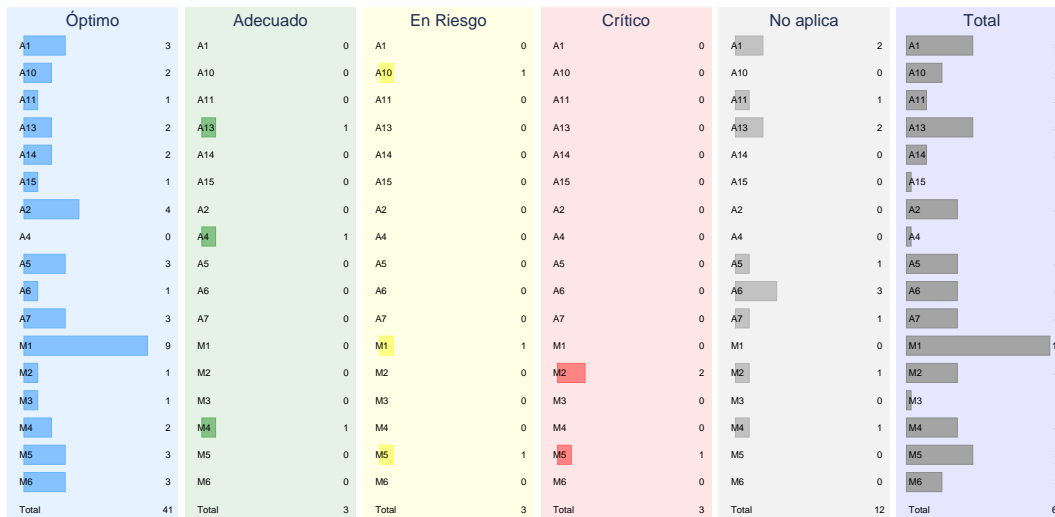 Óptimo Adecuado En Riesgo Crítico No aplica Total
A1 3 A1 0 A1 0 A1 0 A1 2 A1
A10 2 A10 0 A10 1 A10 0 A10 0 A10
A11 1 A11 0 A11 0 A11 0 A11 1 A11
A13 2 A13 1 A13 0 A13 0 A13 2 A13
A14 2 A14 0 A14 0 A14 0 A14 0 A14
A15 1 A15 0 A15 0 A15 0 A15 0 A15
A2 4 A2 0 A2 0 A2 0 A2 0 A2
A4 0 A4 1 A4 0 A4 0 A4 0 A4
A5 3 A5 0 A5 0 A5 0 A5 1 A5
A6 1 A6 0 A6 0 A6 0 A6 3 A6
A7 3 A7 0 A7 0 A7 0 A7 1 A7
M1 9 M1 0 M1 1 M1 0 M1 0 M1 1
M2 1 M2 0 M2 0 M2 2 M2 1 M2
M3 1 M3 0 M3 0 M3 0 M3 0 M3
M4 2 M4 1 M4 0 M4 0 M4 1 M4
M5 3 M5 0 M5 1 M5 1 M5 0 M5
M6 3 M6 0 M6 0 M6 0 M6 0 M6
Total 41 Total 3 Total 3 Total 3 Total 12 Total 6